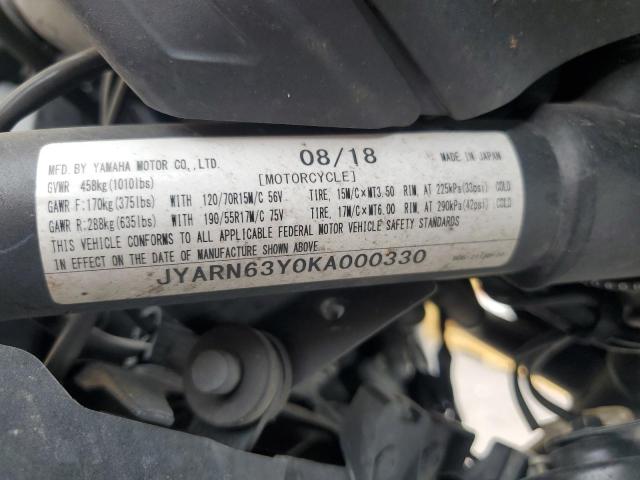 MFD. BY YAMAHA MOTOR CO.,LTD. 08/18 MADE IN JAPAN
GVWR 458kg(1010lbs) [MOTORCYCLE]
GAWR F:170kg(375lbs) WITH 120/70R15M/C 56V TIRE, 15M/C×MT3.50 RIM, AT 225kPa(33psi) COLD
GAWR R:288kg(635lbs) WITH 190/55R17M/C 75V TIRE, 17M/C×MT6.00 RIM, AT 290kPa(42psi) COLD
THIS VEHICLE CONFORMS TO ALL APPLICABLE FEDERAL MOTOR VEHICLE SAFETY STANDARDS
IN EFFECT ON THE DATE OF MANUFACTURE SHOWN ABOVE.
JYARN63Y0KA000330